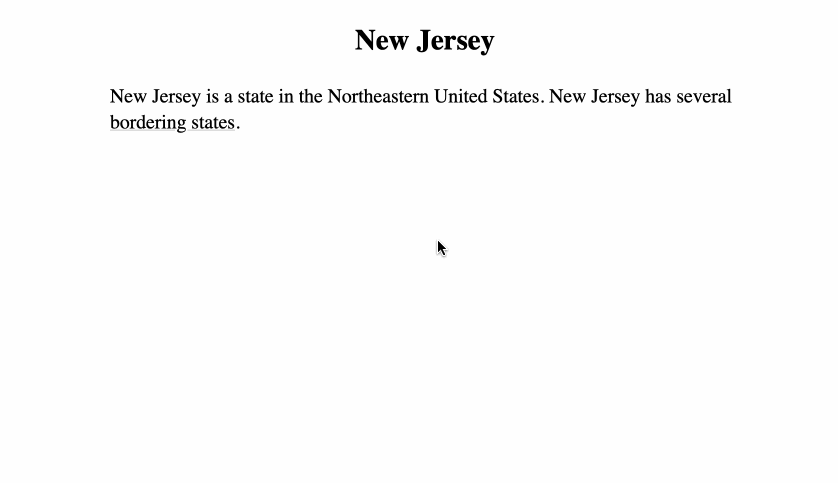 New Jersey
New Jersey is a state in the Northeastern United States. New Jersey has several
bordering states.